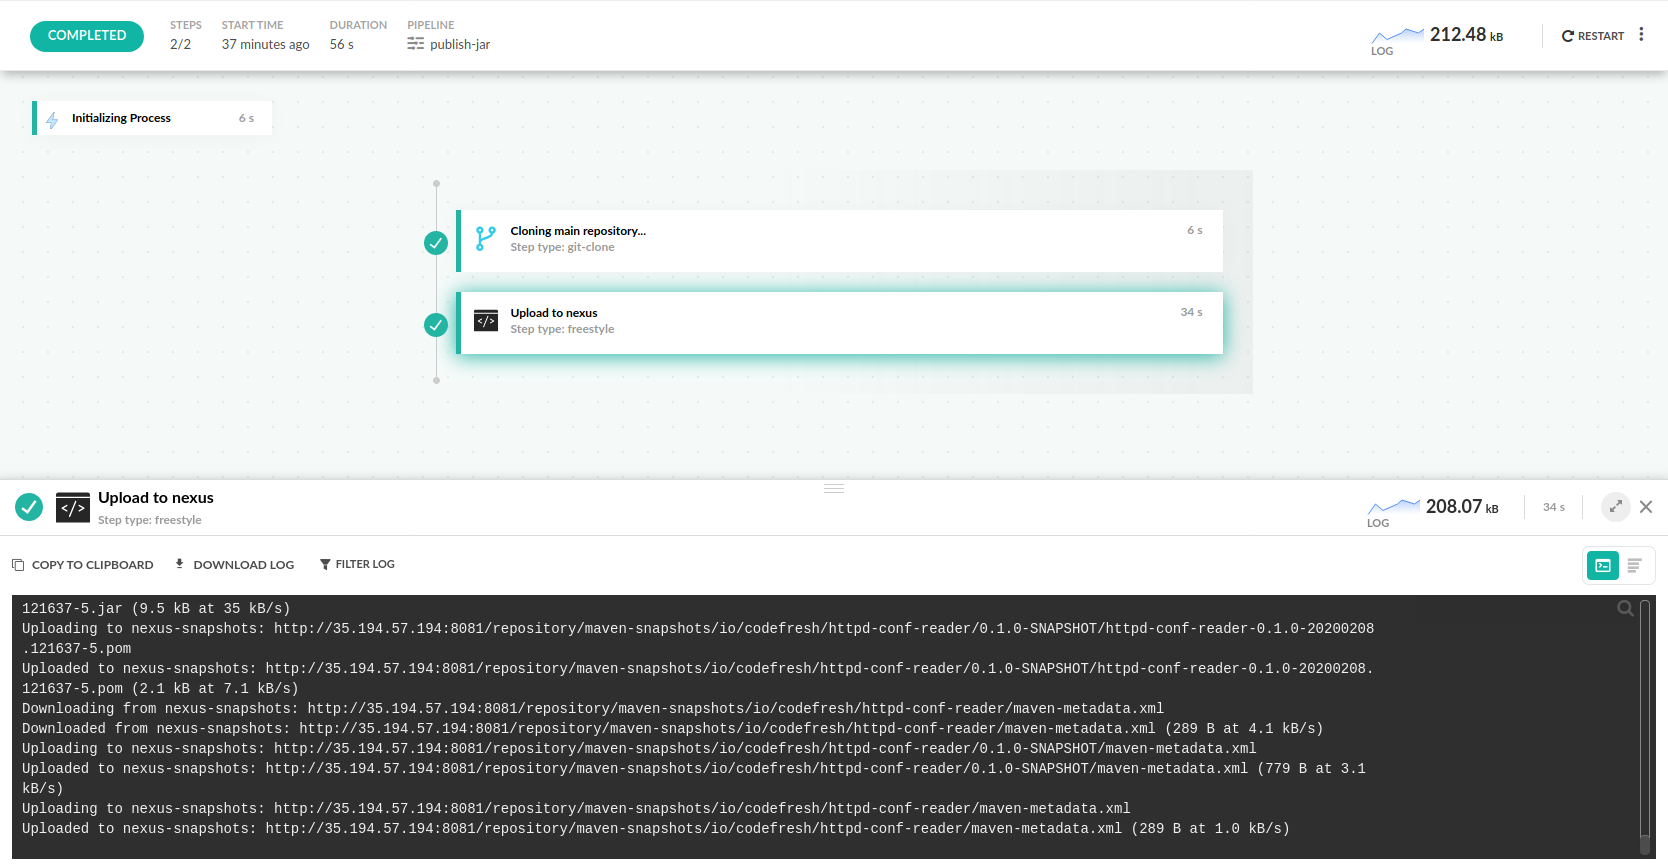 COMPLETED
STEPS
2/2
START TIME
37 minutes ago
DURATION
56 s
PIPELINE
publish-jar
212.48 kB
LOG
RESTART
Initializing Process 6 s
Cloning main repository... 6 s
Step type: git-clone
Upload to nexus 34 s
Step type: freestyle
Upload to nexus
Step type: freestyle
208.07 kB
LOG
34 s
COPY TO CLIPBOARD DOWNLOAD LOG FILTER LOG
121637-5.jar (9.5 kB at 35 kB/s)
Uploading to nexus-snapshots: http://35.194.57.194:8081/repository/maven-snapshots/io/codefresh/httpd-conf-reader/0.1.0-SNAPSHOT/httpd-conf-reader-0.1.0-20200208
.121637-5.pom
Uploaded to nexus-snapshots: http://35.194.57.194:8081/repository/maven-snapshots/io/codefresh/httpd-conf-reader/0.1.0-SNAPSHOT/httpd-conf-reader-0.1.0-20200208.
121637-5.pom (2.1 kB at 7.1 kB/s)
Downloading from nexus-snapshots: http://35.194.57.194:8081/repository/maven-snapshots/io/codefresh/httpd-conf-reader/maven-metadata.xml
Downloaded from nexus-snapshots: http://35.194.57.194:8081/repository/maven-snapshots/io/codefresh/httpd-conf-reader/maven-metadata.xml (289 B at 4.1 kB/s)
Uploading to nexus-snapshots: http://35.194.57.194:8081/repository/maven-snapshots/io/codefresh/httpd-conf-reader/0.1.0-SNAPSHOT/maven-metadata.xml
Uploaded to nexus-snapshots: http://35.194.57.194:8081/repository/maven-snapshots/io/codefresh/httpd-conf-reader/0.1.0-SNAPSHOT/maven-metadata.xml (779 B at 3.1
kB/s)
Uploading to nexus-snapshots: http://35.194.57.194:8081/repository/maven-snapshots/io/codefresh/httpd-conf-reader/maven-metadata.xml
Uploaded to nexus-snapshots: http://35.194.57.194:8081/repository/maven-snapshots/io/codefresh/httpd-conf-reader/maven-metadata.xml (289 B at 1.0 kB/s)